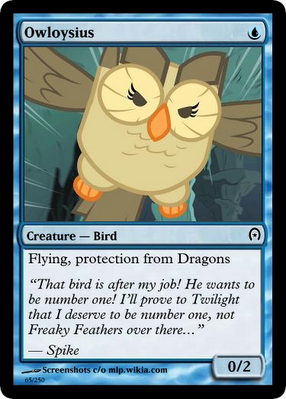 Owloysius
Creature — Bird
Flying, protection from Dragons
“That bird is after my job! He wants to
be number one! I’ll prove to Twilight
that I deserve to be number one, not
Freaky Feathers over there…”
— Spike
Screenshots c/o mlp.wikia.com
65/250
0/2